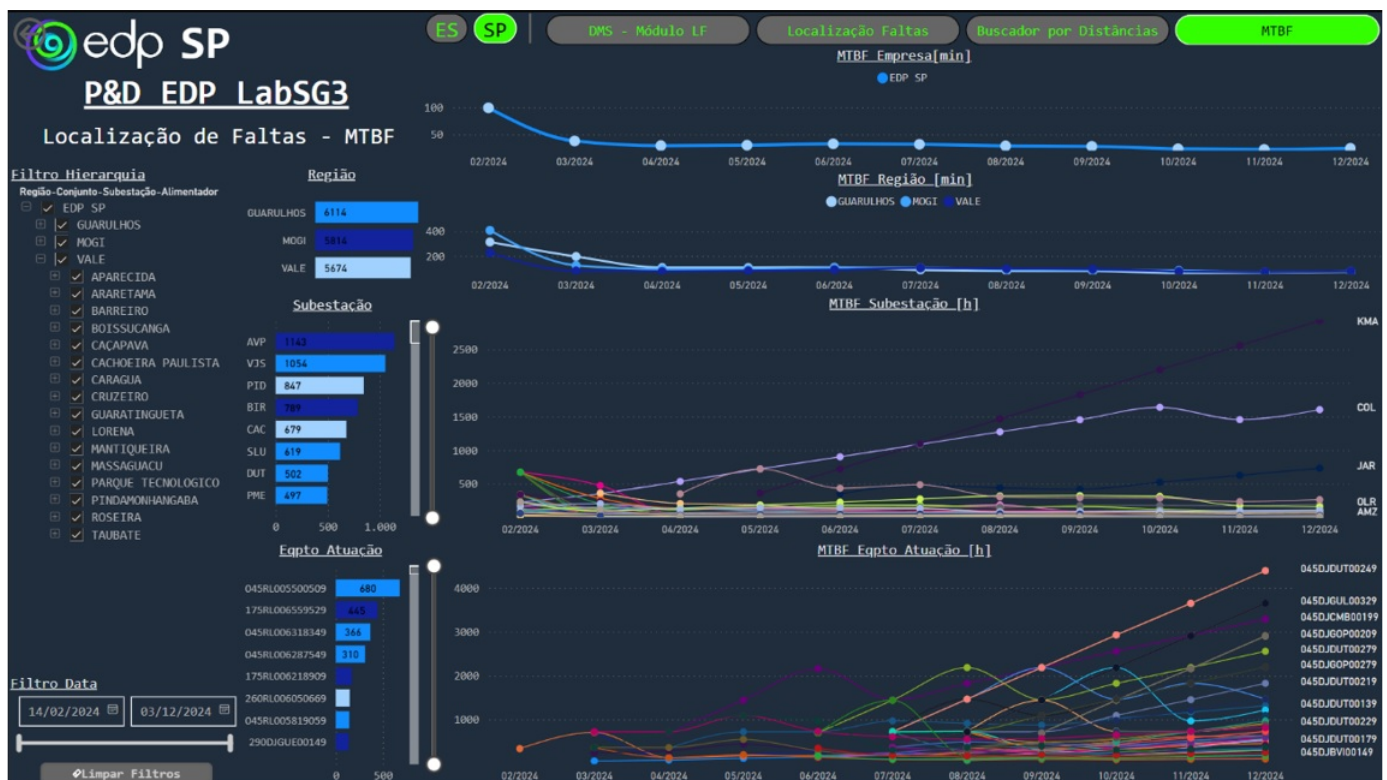 edp SP
P&D EDP LabSG3
Localização de Faltas - MTBF
ES SP DMS - Módulo LF Localização Faltas Buscador por Distâncias MTBF
Filtro Hierarquia
Região-Conjunto-Subestação-Alimentador
EDP SP
GUARULHOS
MOGI
VALE
APARECIDA
ARARETAMA
BARREIRO
BOISSUCANGA
CAÇAPAVA
CACHOEIRA PAULISTA
CARAGUA
CRUZEIRO
GUARATINGUETA
LORENA
MANTIQUEIRA
MASSAGUACU
PARQUE TECNOLOGICO
PINDAMONHANGABA
ROSEIRA
TAUBATE
Filtro Data
14/02/2024 03/12/2024
Limpar Filtros
Região
GUARULHOS 6114
MOGI 5814
VALE 5674
Subestação
AVP 1143
VJS 1054
PID 847
BIR 789
CAC 679
SLU 619
DUT 502
PME 497
0 500 1.000
Eqpto Atuação
045RL005500509 680
175RL006559529 445
045RL006318349 366
045RL006287549 310
175RL006218909
260RL006050669
045RL005819059
290DJGUE00149
0 500
MTBF Empresa[min]
EDP SP
100
50
02/2024 03/2024 04/2024 05/2024 06/2024 07/2024 08/2024 09/2024 10/2024 11/2024 12/2024
MTBF Região [min]
GUARULHOS MOGI VALE
400
200
02/2024 03/2024 04/2024 05/2024 06/2024 07/2024 08/2024 09/2024 10/2024 11/2024 12/2024
MTBF Subestação [h]
2500
2000
1500
1000
500
KMA
COL
JAR
OLR
AMZ
02/2024 03/2024 04/2024 05/2024 06/2024 07/2024 08/2024 09/2024 10/2024 11/2024 12/2024
MTBF Eqpto Atuação [h]
4000
3000
2000
1000
045DJDUT00249
045DJGUL00329
045DJCMB00199
045DJGOP00209
045DJDUT00279
045DJGOP00279
045DJDUT00219
045DJDUT00139
045DJDUT00229
045DJDUT00179
045DJBVI00149
02/2024 03/2024 04/2024 05/2024 06/2024 07/2024 08/2024 09/2024 10/2024 11/2024 12/2024